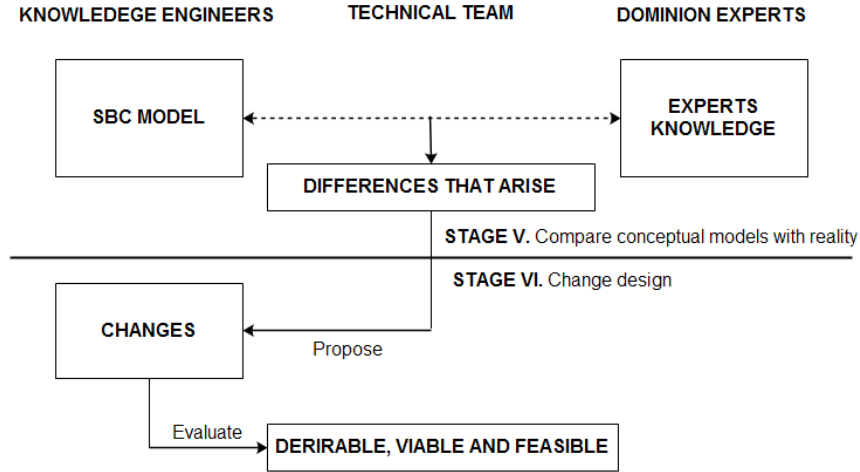 KNOWLEDEGE ENGINEERS
TECHNICAL TEAM
DOMINION EXPERTS
SBC MODEL
EXPERTS
KNOWLEDGE
DIFFERENCES THAT ARISE
STAGE V. Compare conceptual models with reality
STAGE VI. Change design
CHANGES
Propose
Evaluate
DERIRABLE, VIABLE AND FEASIBLE